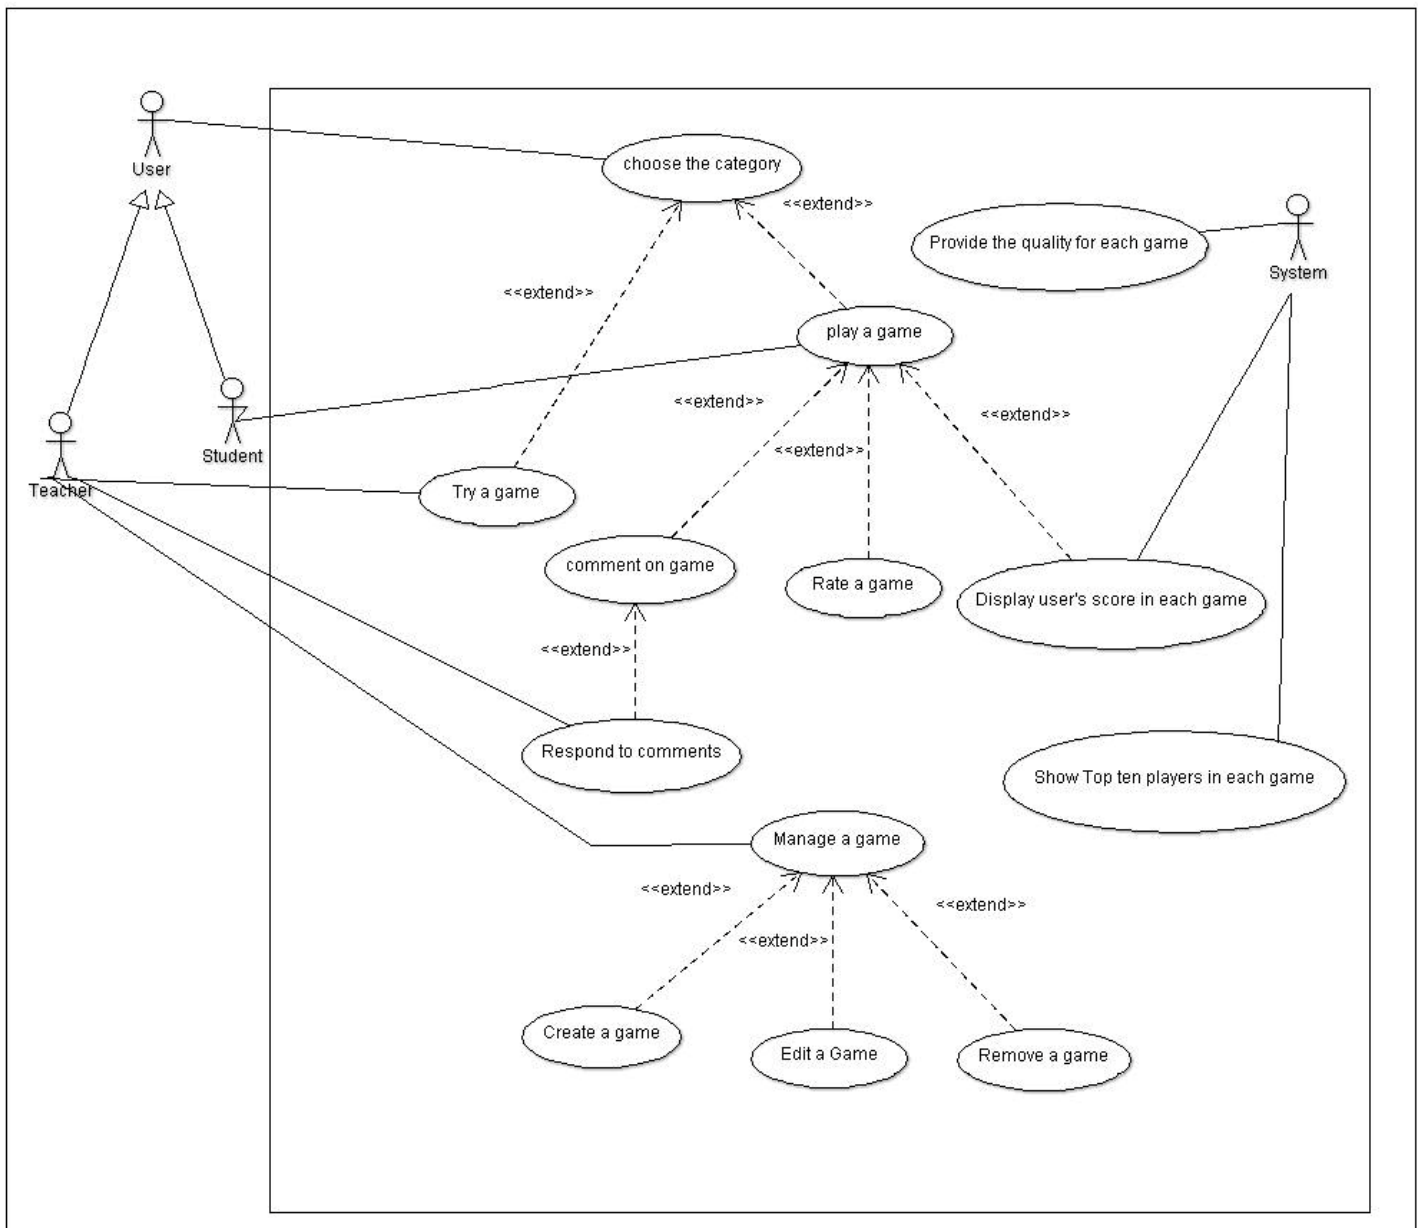 User
choose the category
<<extend>>
Provide the quality for each game
System
<<extend>>
play a game
<<extend>>
<<extend>>
<<extend>>
Student
Teacher
Try a game
comment on game
Rate a game
Display user's score in each game
<<extend>>
Respond to comments
Show Top ten players in each game
Manage a game
<<extend>>
<<extend>>
<<extend>>
Create a game
Edit a Game
Remove a game